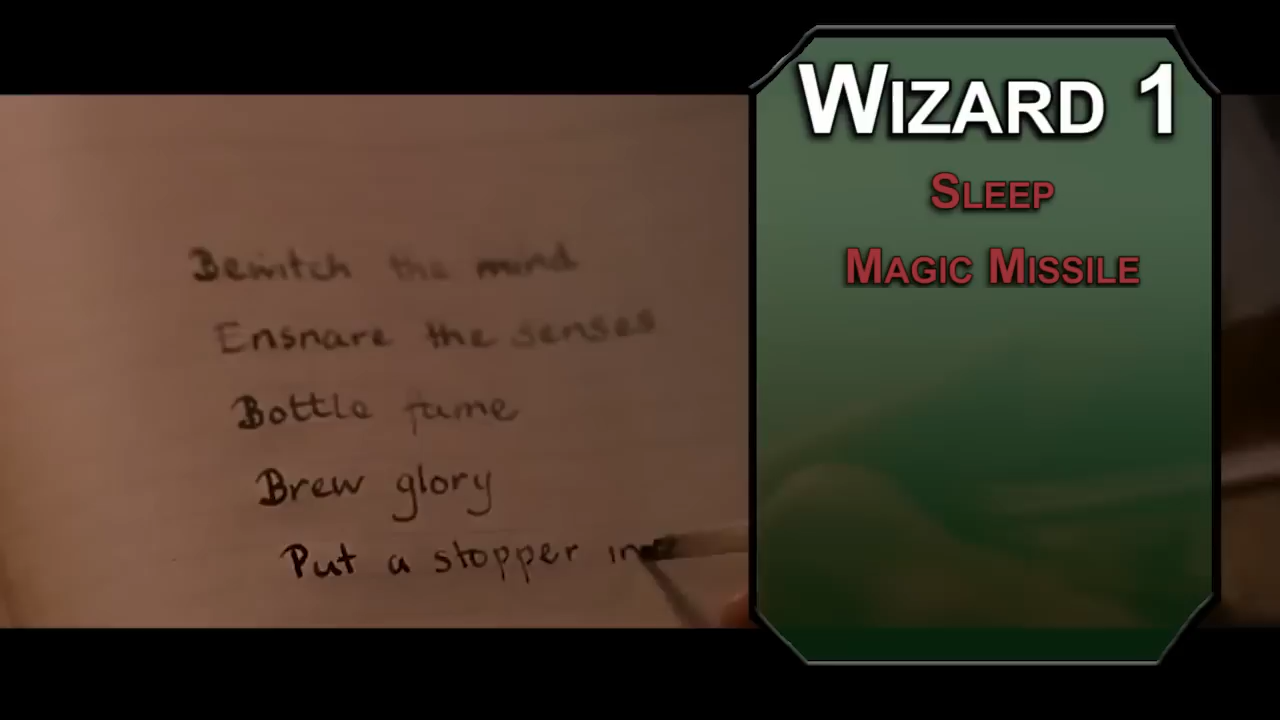 Bewitch the mind
Ensnare the senses
Bottle fame
Brew glory
Put a stopper in
WIZARD 1
SLEEP
MAGIC MISSILE